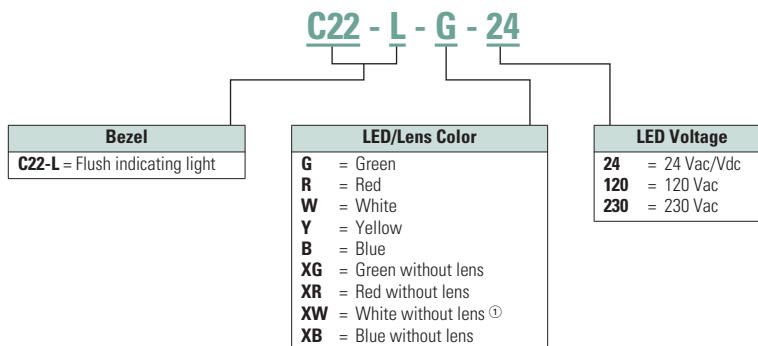 C22 - L - G - 24
Bezel
C22-L = Flush indicating light
LED/Lens Color
G = Green
R = Red
W = White
Y = Yellow
B = Blue
XG = Green without lens
XR = Red without lens
XW = White without lens ①
XB = Blue without lens
LED Voltage
24 = 24 Vac/Vdc
120 = 120 Vac
230 = 230 Vac